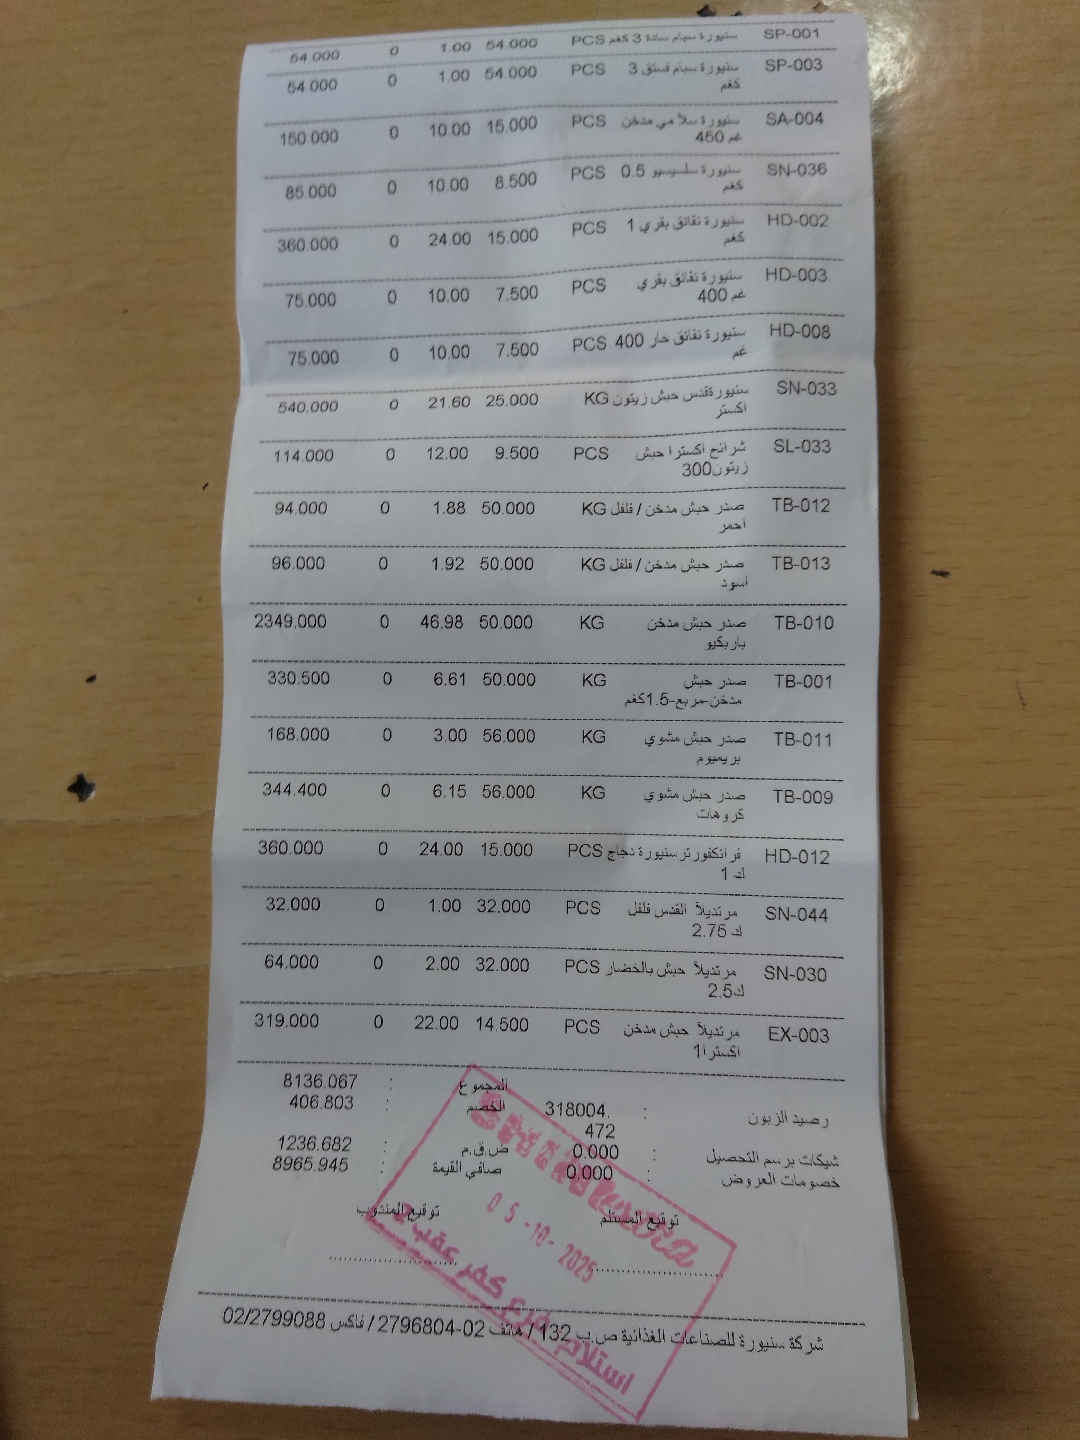 SP-001 سنيورة سبام سادة 3 كغم PCS 54.000 1.00 0 54.000
SP-003 سنيورة سبام فستق 3 PCS 54.000 1.00 0 54.000
كغم
SA-004 سنيورة سلامي مدخن PCS 15.000 10.00 0 150.000
450 غم
SN-036 سنيورة سلسيسيو 0.5 PCS 8.500 10.00 0 85.000
كغم
HD-002 سنيورة نقانق بقري 1 PCS 15.000 24.00 0 360.000
كغم
HD-003 سنيورة نقانق بقري PCS 7.500 10.00 0 75.000
400 غم
HD-008 سنيورة نقانق حار 400 PCS 7.500 10.00 0 75.000
غم
SN-033 سنيورةقدس حبش زيتون KG 25.000 21.60 0 540.000
اكستر
SL-033 شرائح اكسترا حبش PCS 9.500 12.00 0 114.000
زيتون300
TB-012 صدر حبش مدخن / فلفل KG 50.000 1.88 0 94.000
احمر
TB-013 صدر حبش مدخن / فلفل KG 50.000 1.92 0 96.000
اسود
TB-010 صدر حبش مدخن KG 50.000 46.98 0 2349.000
باربكيو
TB-001 صدر حبش KG 50.000 6.61 0 330.500
مدخن-مربع-1.5كغم
TB-011 صدر حبش مشوي KG 56.000 3.00 0 168.000
بريميوم
TB-009 صدر حبش مشوي KG 56.000 6.15 0 344.400
كروهات
HD-012 فرانكفورترسنيورة دجاج PCS 15.000 24.00 0 360.000
1 ك
SN-044 مرتديلا القدس فلفل PCS 32.000 1.00 0 32.000
2.75 ك
SN-030 مرتديلا حبش بالخضار PCS 32.000 2.00 0 64.000
2.5ك
EX-003 مرتديلا حبش مدخن PCS 14.500 22.00 0 319.000
اكسترا1
المجموع : 8136.067
رصيد الزبون : 318004.472
الخصم : 406.803
شيكات برسم التحصيل : 0.000
ض.ق.م : 1236.682
خصومات العروض : 0.000
صافي القيمة : 8965.945
توقيع المستلم توقيع المندوب
05-10-2025
استلام فرع كفر عقب 2
شركة سنيورة للصناعات الغذائية ص.ب 132 / هاتف 02-2796804 / فاكس 02/2799088